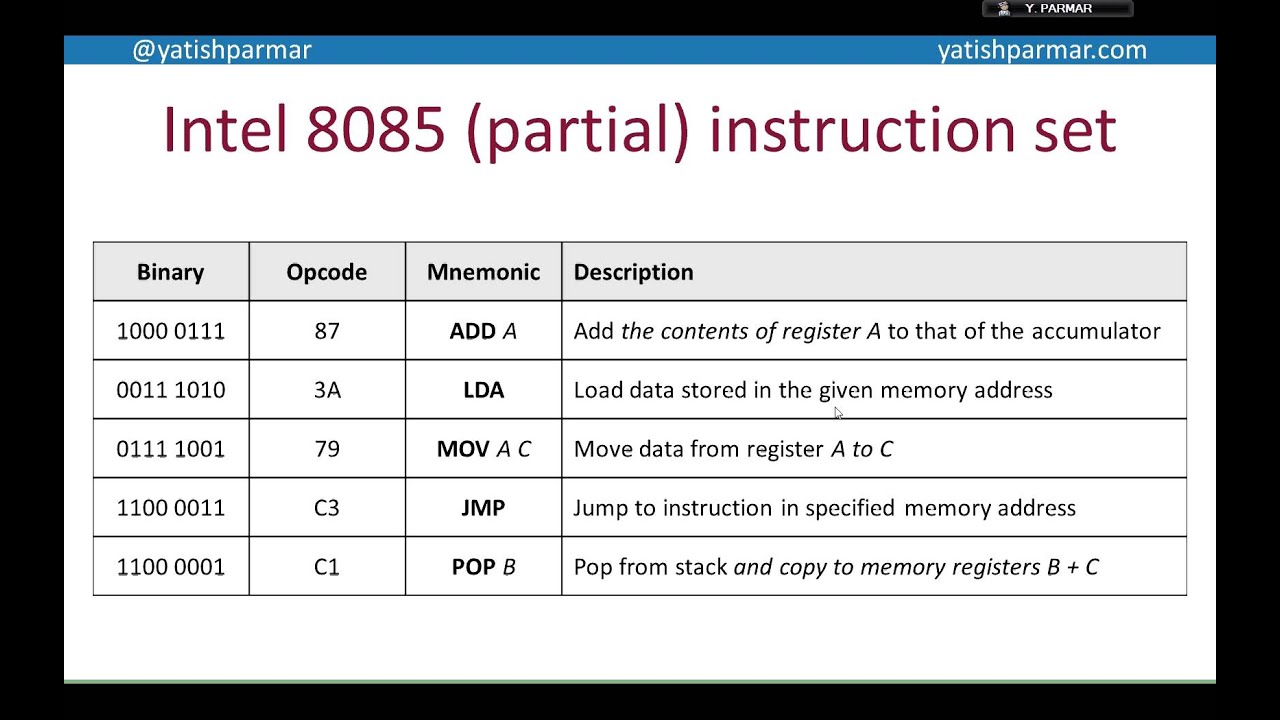 Y. PARMAR
@yatishparmar yatishparmar.com
Intel 8085 (partial) instruction set
Binary Opcode Mnemonic Description
1000 0111 87 ADD A Add the contents of register A to that of the accumulator
0011 1010 3A LDA Load data stored in the given memory address
0111 1001 79 MOV A C Move data from register A to C
1100 0011 C3 JMP Jump to instruction in specified memory address
1100 0001 C1 POP B Pop from stack and copy to memory registers B + C